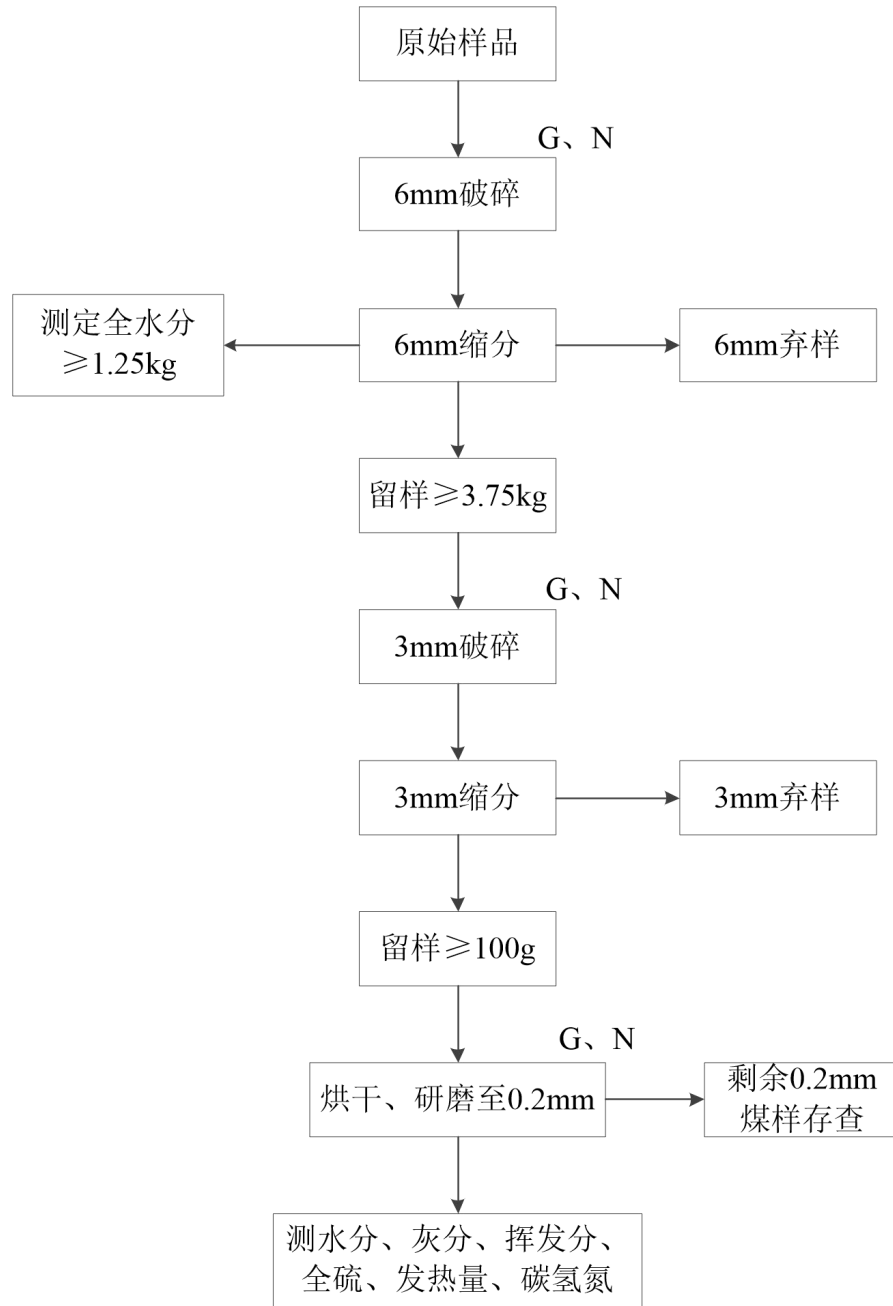 原始样品
G、N
6mm破碎
测定全水分
≥1.25kg
6mm缩分
6mm弃样
留样≥3.75kg
G、N
3mm破碎
3mm缩分
3mm弃样
留样≥100g
G、N
烘干、研磨至0.2mm
剩余0.2mm
煤样存查
测水分、灰分、挥发分、
全硫、发热量、碳氢氮